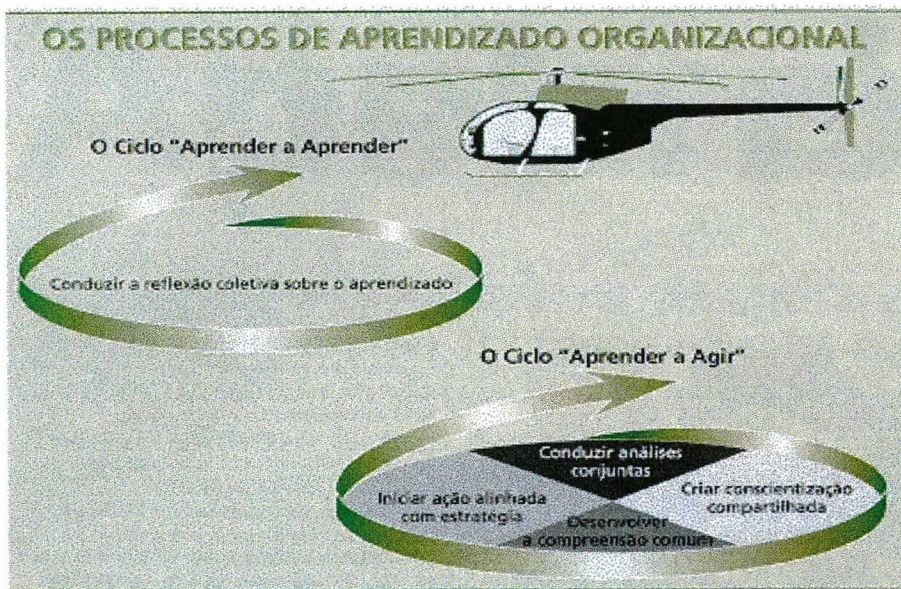 OS PROCESSOS DE APRENDIZADO ORGANIZACIONAL
O Ciclo "Aprender a Aprender"
Conduzir a reflexão coletiva sobre o aprendizado
O Ciclo "Aprender a Agir"
Conduzir análises
conjuntas
Iniciar ação alinhada
com estratégia
Criar conscientização
compartilhada
Desenvolver
a compreensão comum